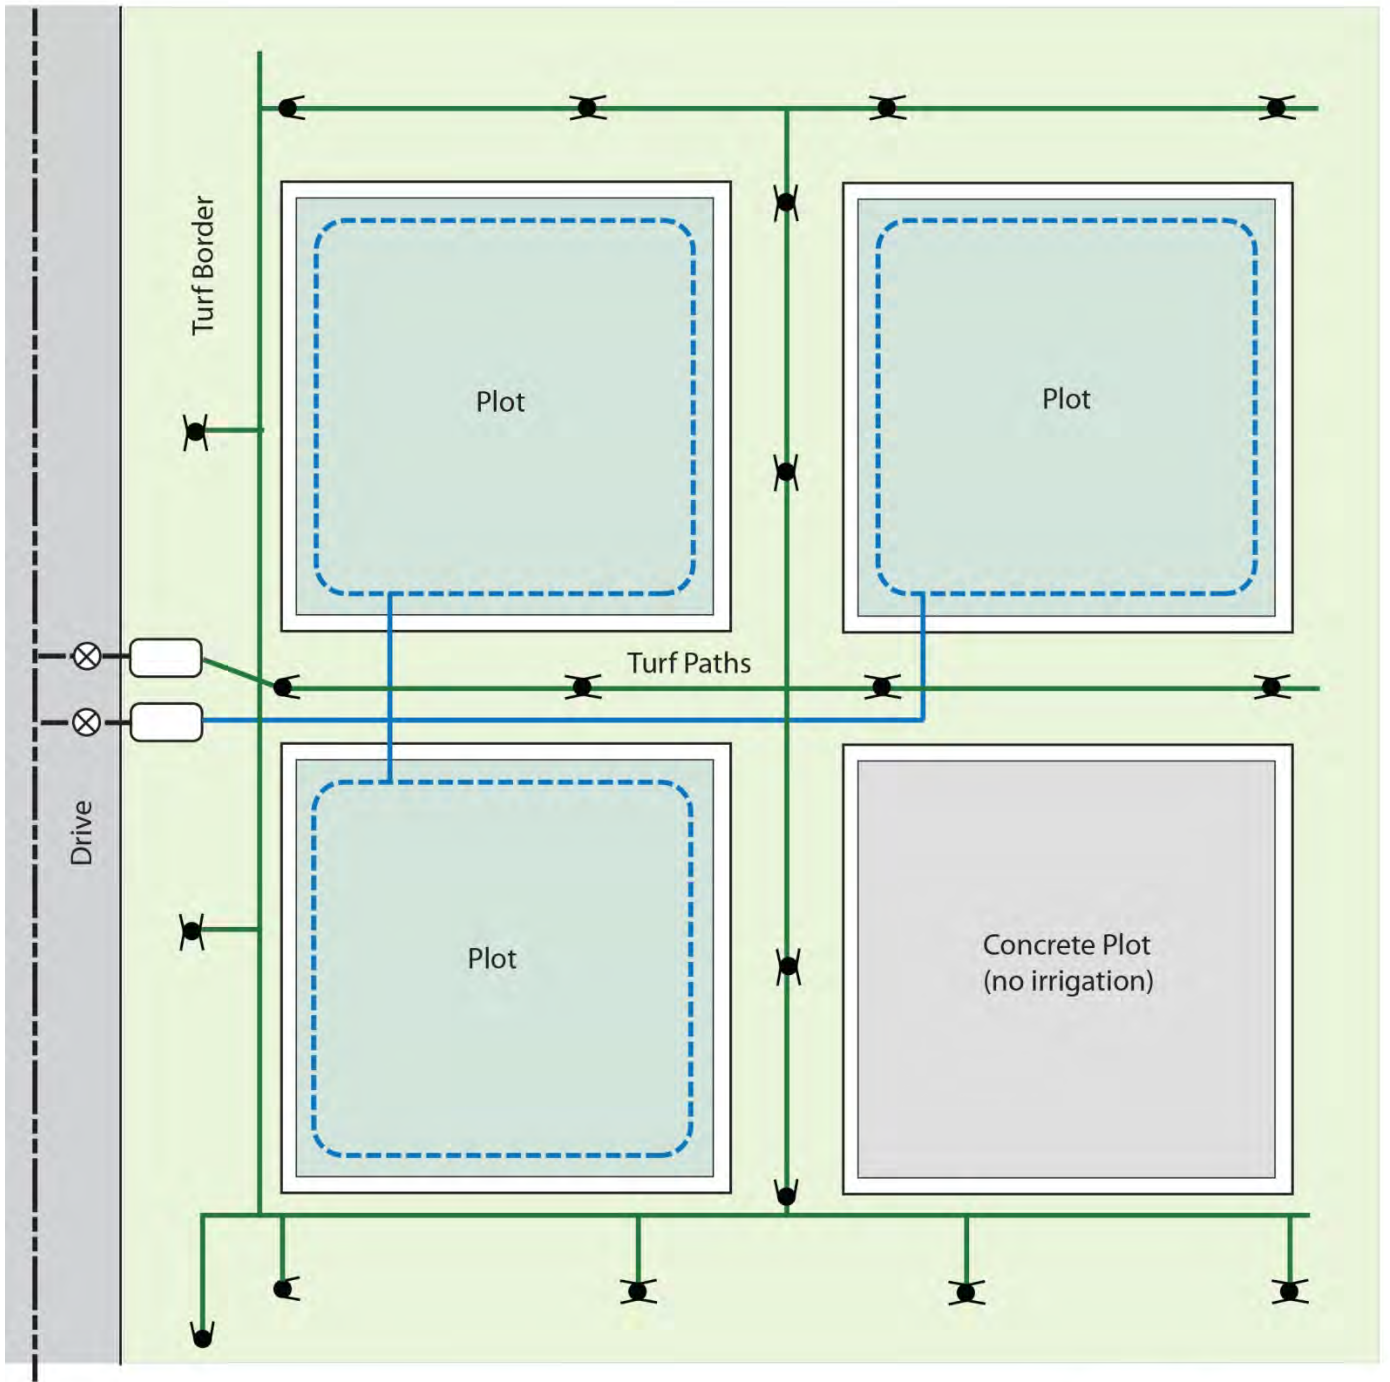 Turf Border
Plot
Plot
Turf Paths
Drive
Plot
Concrete Plot
(no irrigation)